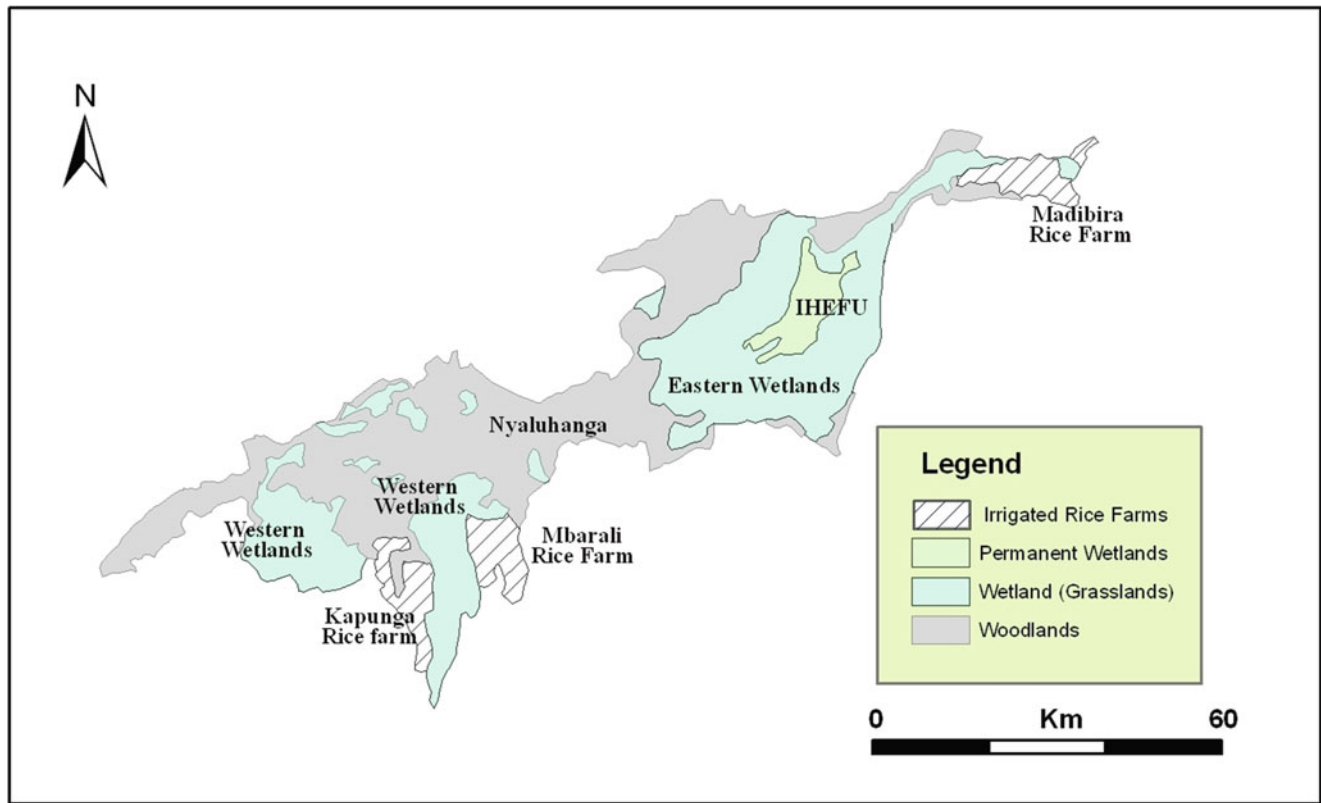 N
Madibira
Rice Farm
IHEFU
Eastern Wetlands
Nyaluhanga
Western
Wetlands
Western
Wetlands
Mbarali
Rice Farm
Kapunga
Rice farm
Legend
Irrigated Rice Farms
Permanent Wetlands
Wetland (Grasslands)
Woodlands
0 Km 60